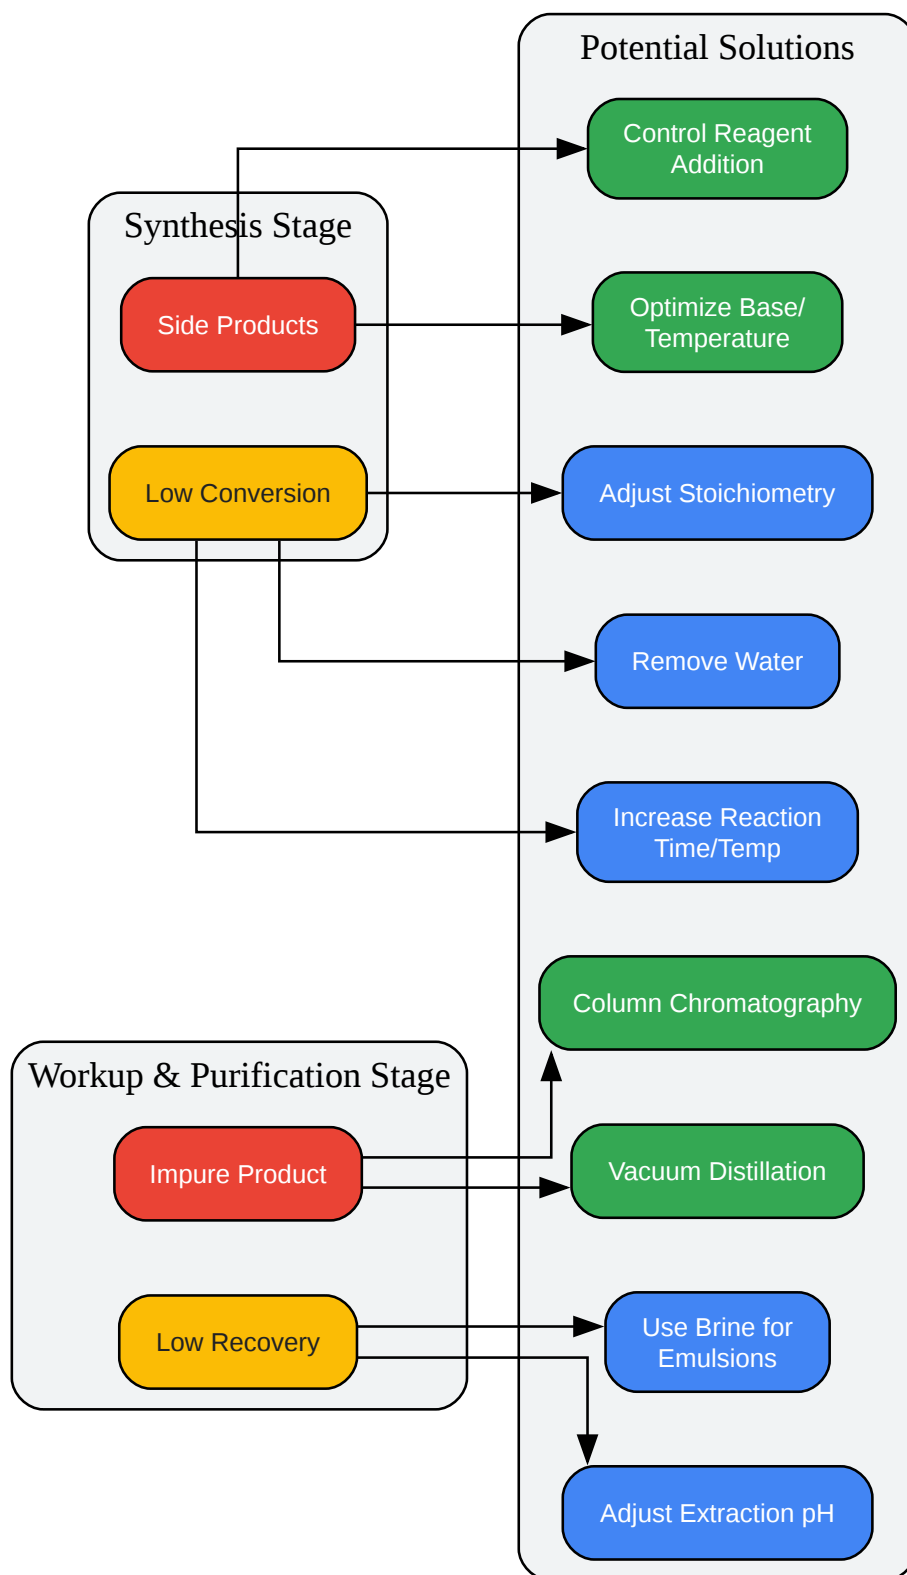 Potential Solutions
Control Reagent
Addition
Synthesis Stage
Side Products
Optimize Base/
Temperature
Low Conversion
Adjust Stoichiometry
Remove Water
Increase Reaction
Time/Temp
Column Chromatography
Workup & Purification Stage
Impure Product
Vacuum Distillation
Low Recovery
Use Brine for
Emulsions
Adjust Extraction pH